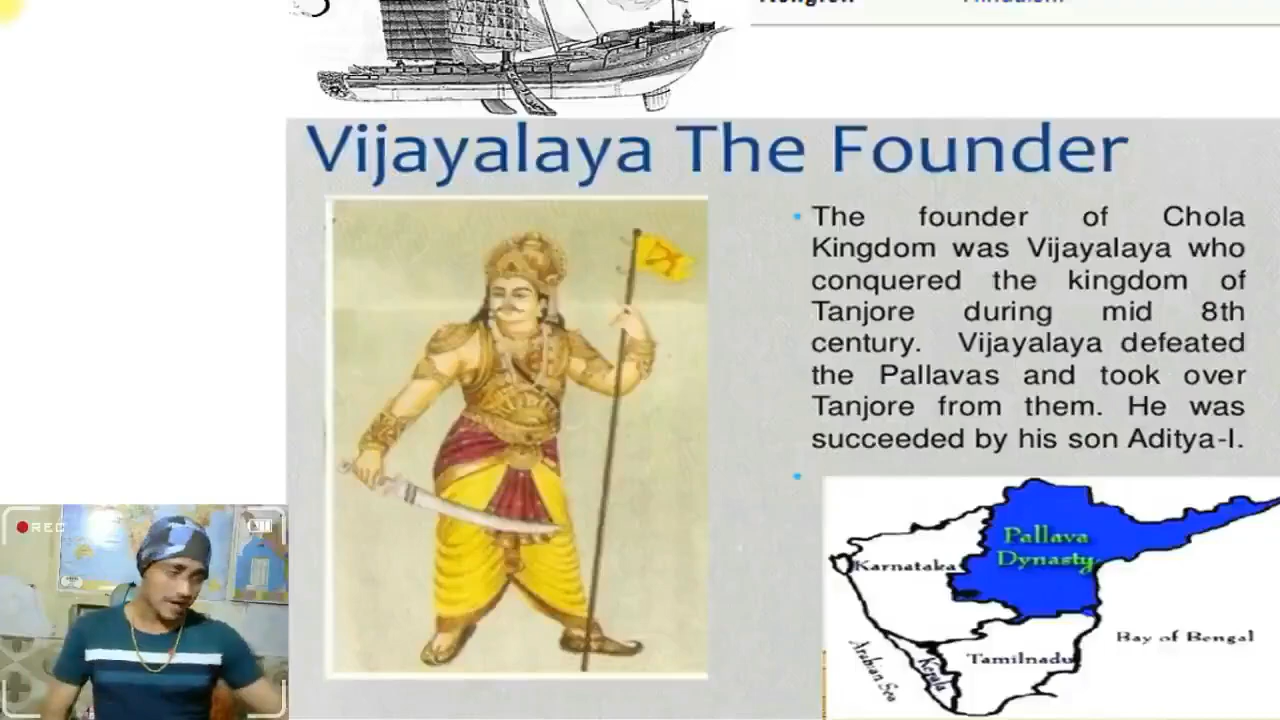 Religion
Hinduism
Vijayalaya The Founder
• The founder of Chola
Kingdom was Vijayalaya who
conquered the kingdom of
Tanjore during mid 8th
century. Vijayalaya defeated
the Pallavas and took over
Tanjore from them. He was
succeeded by his son Aditya-I.
•
Pallava
Dynasty
Karnataka
Bay of Bengal
Tamilnadu
Kerala
Arabian Sea
REC